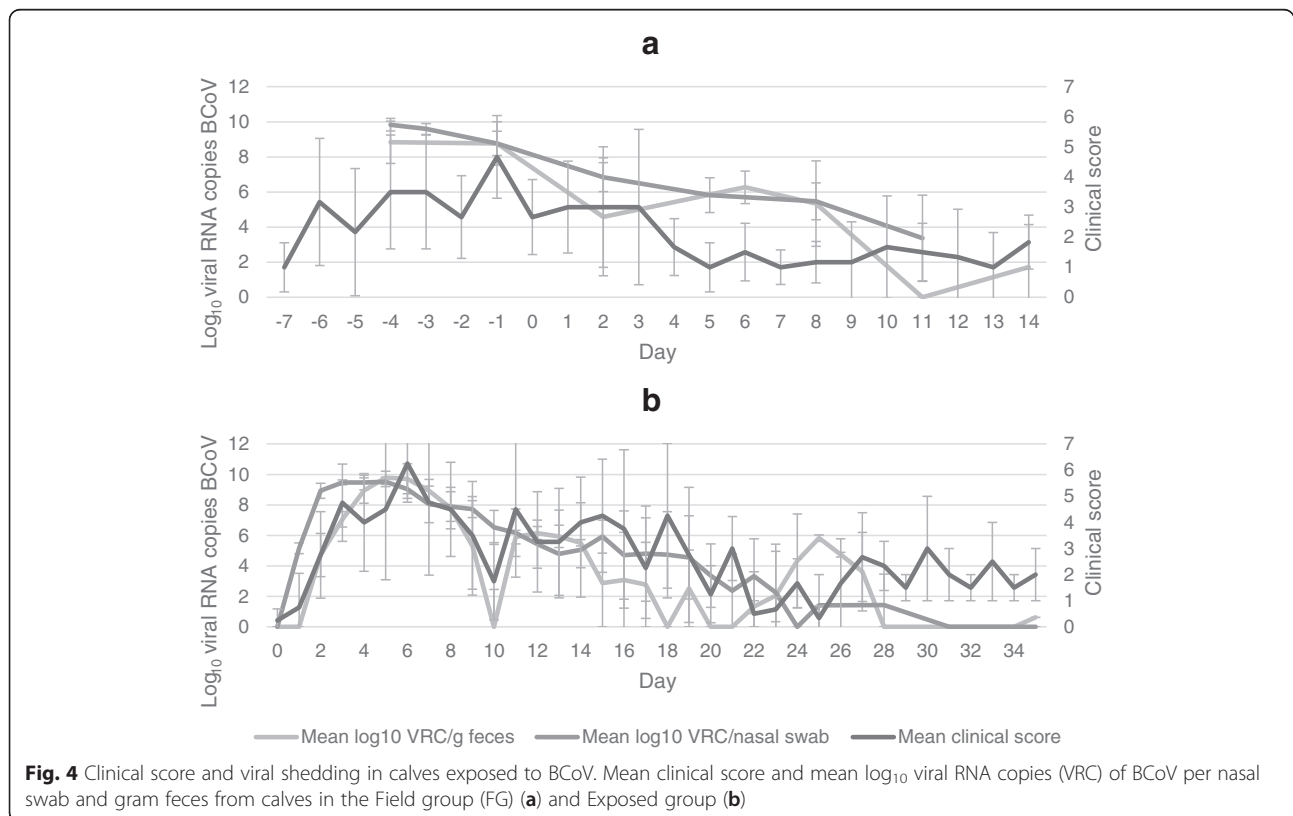 a
Log10 viral RNA copies BCoV
12
10
8
6
4
2
0
7
6
5
4
3
2
1
0
Clinical score
-7 -6 -5 -4 -3 -2 -1 0 1 2 3 4 5 6 7 8 9 10 11 12 13 14
Day
b
Log10 viral RNA copies BCoV
12
10
8
6
4
2
0
7
6
5
4
3
2
1
0
Clinical score
0 2 4 6 8 10 12 14 16 18 20 22 24 26 28 30 32 34
Day
Mean log10 VRC/g feces Mean log10 VRC/nasal swab Mean clinical score
Fig. 4 Clinical score and viral shedding in calves exposed to BCoV. Mean clinical score and mean log10 viral RNA copies (VRC) of BCoV per nasal
swab and gram feces from calves in the Field group (FG) (a) and Exposed group (b)